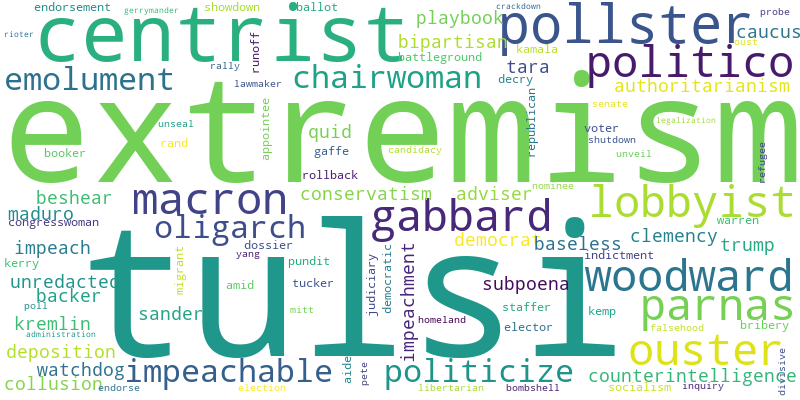 endorsement
gerrymander
showdown
ballot
crackdown
probe
rioter
centrist
runoff
playbook
pollster
caucus
bipartisan
kamala
oust
battleground
politico
rally
tara
emolument
lawmaker
chairwoman
decry
authoritarianism
extremism
appointee
republican
senate
unseal
quid
voter
legalization
rand
gaffe
shutdown
booker
candidacy
unveil
refugee
rollback
nominee
beshear
macron
conservatism
adviser
maduro
gabbard
lobbyist
congresswoman
oligarch
warren
impeach
dossier
democrat
baseless
clemency
trump
tulsi
yang
kerry
migrant
pundit
judiciary
democratic
impeachment
indictment
unredacted
amid
tucker
subpoena
woodward
backer
poll
sander
mitt
staffer
kemp
parnas
kremlin
homeland
elector
falsehood
bribery
administration
deposition
ouster
watchdog
impeachable
aide
pete
politicize
counterintelligence
divisive
collusion
endorse
election
libertarian
bombshell
socialism
inquiry